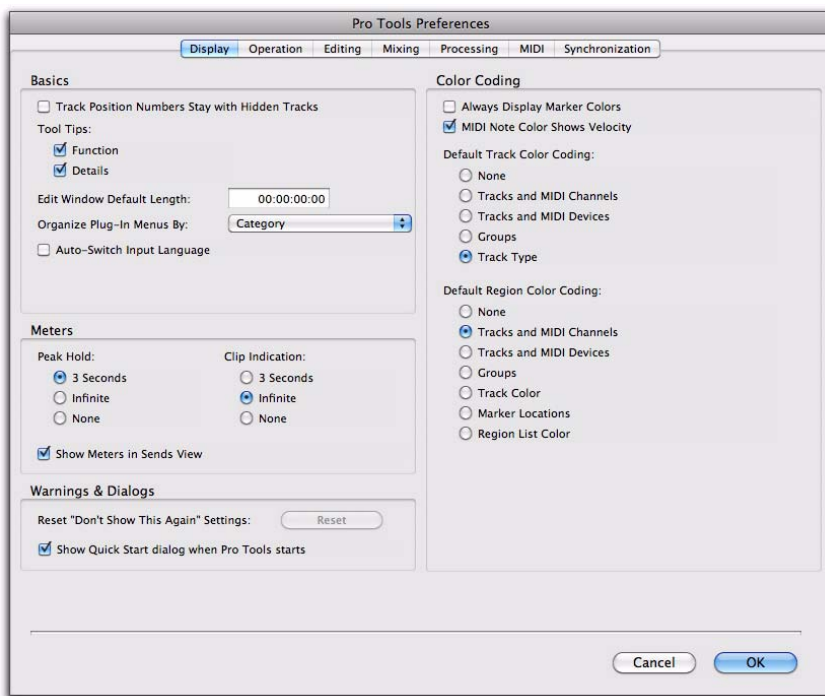 Pro Tools Preferences
Display Operation Editing Mixing Processing MIDI Synchronization
Basics
Track Position Numbers Stay with Hidden Tracks
Tool Tips:
Function
Details
Edit Window Default Length: 00:00:00:00
Organize Plug-In Menus By: Category
Auto-Switch Input Language
Meters
Peak Hold:
3 Seconds
Infinite
None
Clip Indication:
3 Seconds
Infinite
None
Show Meters in Sends View
Warnings & Dialogs
Reset "Don't Show This Again" Settings: Reset
Show Quick Start dialog when Pro Tools starts
Color Coding
Always Display Marker Colors
MIDI Note Color Shows Velocity
Default Track Color Coding:
None
Tracks and MIDI Channels
Tracks and MIDI Devices
Groups
Track Type
Default Region Color Coding:
None
Tracks and MIDI Channels
Tracks and MIDI Devices
Groups
Track Color
Marker Locations
Region List Color
Cancel OK